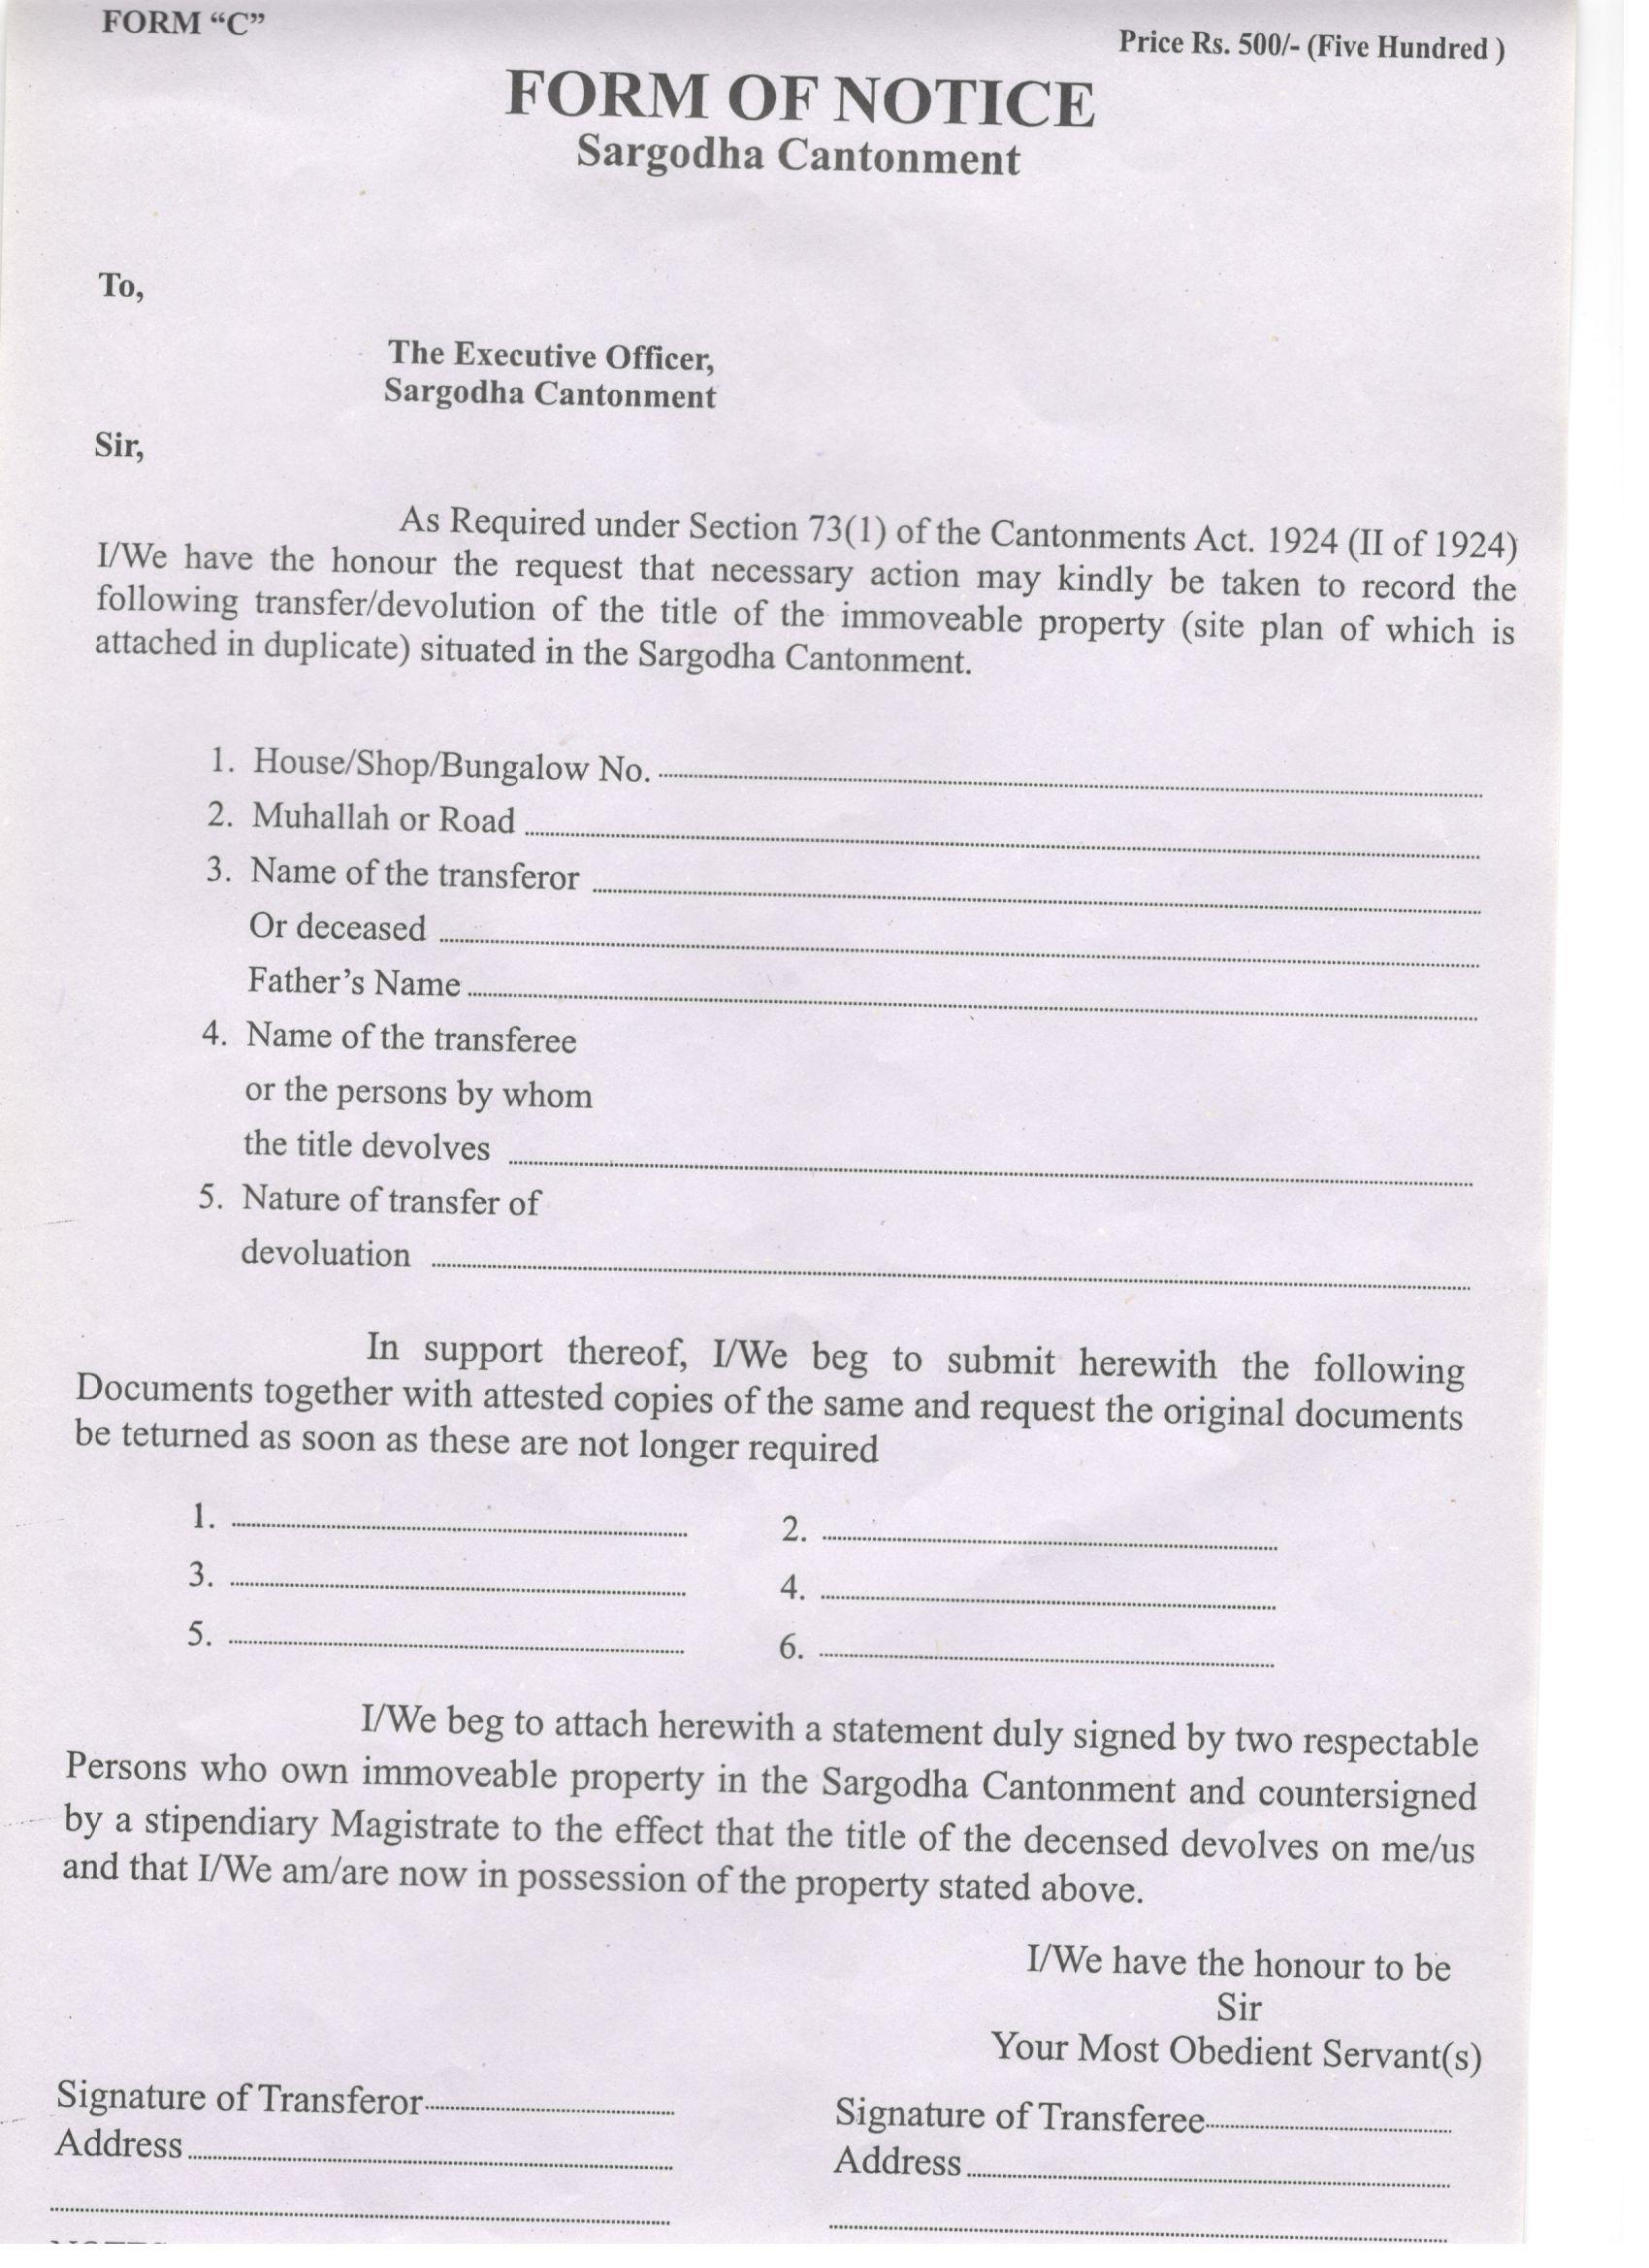 FORM “C”
Price Rs. 500/- (Five Hundred )
FORM OF NOTICE
Sargodha Cantonment
To,
The Executive Officer,
Sargodha Cantonment
Sir,
As Required under Section 73(1) of the Cantonments Act. 1924 (II of 1924)
I/We have the honour the request that necessary action may kindly be taken to record the
following transfer/devolution of the title of the immoveable property (site plan of which is
attached in duplicate) situated in the Sargodha Cantonment.
1. House/Shop/Bungalow No.
2. Muhallah or Road
3. Name of the transferor
Or deceased
Father’s Name
4. Name of the transferee
or the persons by whom
the title devolves
5. Nature of transfer of
devoluation
In support thereof, I/We beg to submit herewith the following
Documents together with attested copies of the same and request the original documents
be teturned as soon as these are not longer required
1. 2.
3. 4.
5. 6.
I/We beg to attach herewith a statement duly signed by two respectable
Persons who own immoveable property in the Sargodha Cantonment and countersigned
by a stipendiary Magistrate to the effect that the title of the decensed devolves on me/us
and that I/We am/are now in possession of the property stated above.
I/We have the honour to be
Sir
Your Most Obedient Servant(s)
Signature of Transferor Signature of Transferee
Address Address